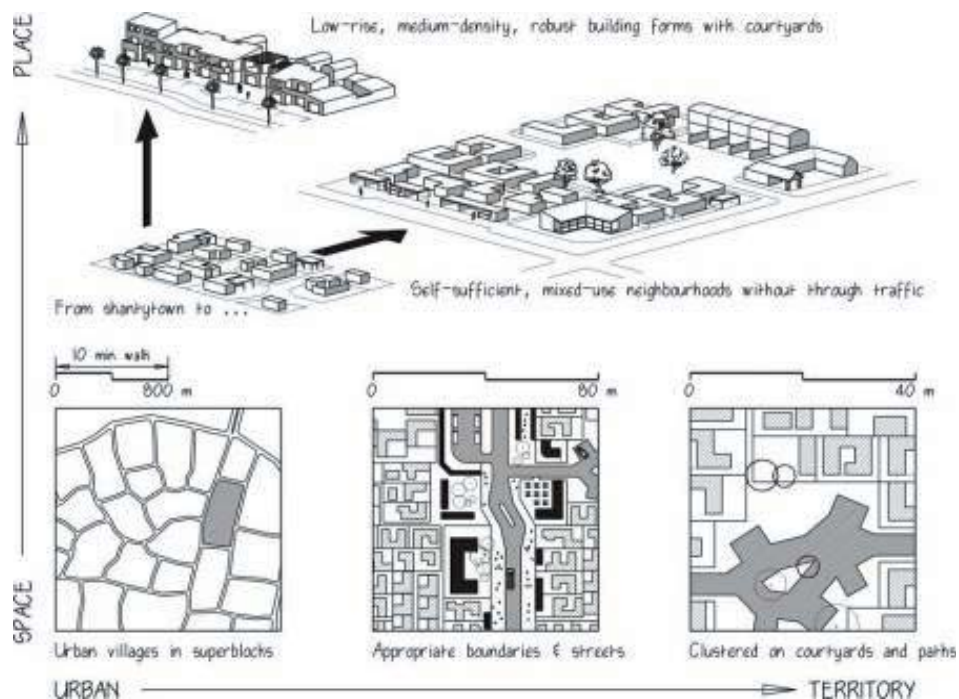 PLACE
Low-rise, medium-density, robust building forms with courtyards
Self-sufficient, mixed-use neighbourhoods without through traffic
From shantytown to ...
10 min walk
0 800 m
0 80 m
0 40 m
SPACE
Urban villages in superblocks
Appropriate boundaries & streets
Clustered on courtyards and paths
URBAN
TERRITORY